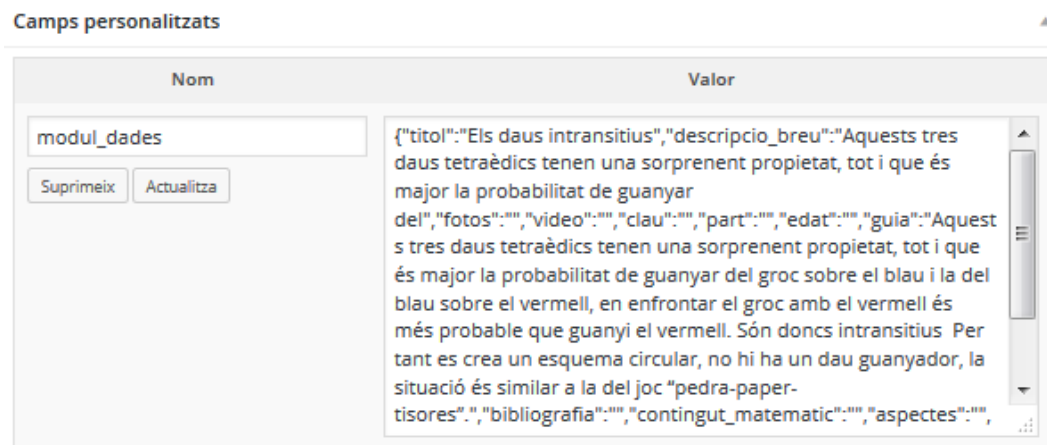 Camps personalitzats
Nom
Valor
modul_dades
Suprimeix
Actualitza
{"titol":"Els daus intransitius","descripcio_breu":"Aquests tres
daus tetraèdics tenen una sorprenent propietat, tot i que és
major la probabilitat de guanyar
del","fotos":"","video":"","clau":"","part":"","edat":"","guia":"Aquest
s tres daus tetraèdics tenen una sorprenent propietat, tot i que
és major la probabilitat de guanyar del groc sobre el blau i la del
blau sobre el vermell, en enfrontar el groc amb el vermell és
més probable que guanyi el vermell. Són doncs intransitius  Per
tant es crea un esquema circular, no hi ha un dau guanyador, la
situació és similar a la del joc “pedra-paper-
tisores”.","bibliografia":"","contingut_matematic":"","aspectes":"",